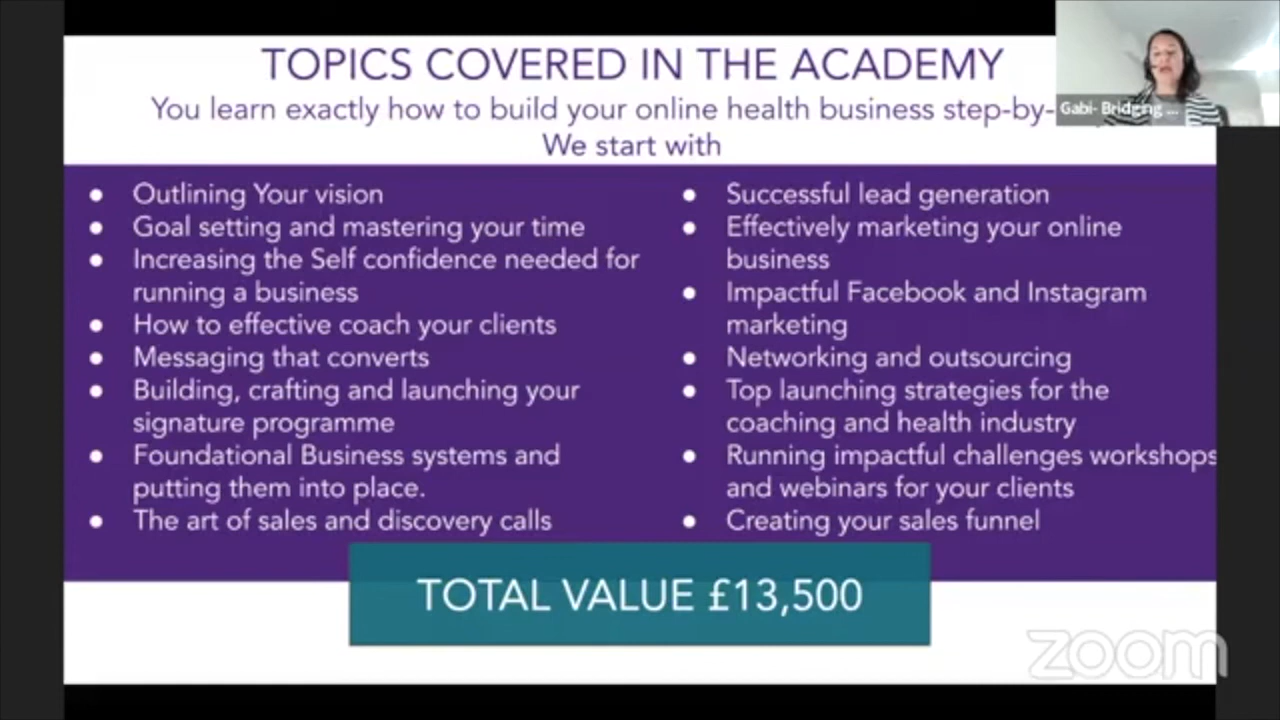 TOPICS COVERED IN THE ACADEMY
You learn exactly how to build your online health business step-by-
We start with
Gabi- Bridging ...
• Outlining Your vision
• Goal setting and mastering your time
• Increasing the Self confidence needed for
running a business
• How to effective coach your clients
• Messaging that converts
• Building, crafting and launching your
signature programme
• Foundational Business systems and
putting them into place.
• The art of sales and discovery calls
• Successful lead generation
• Effectively marketing your online
business
• Impactful Facebook and Instagram
marketing
• Networking and outsourcing
• Top launching strategies for the
coaching and health industry
• Running impactful challenges workshops
and webinars for your clients
• Creating your sales funnel
TOTAL VALUE £13,500
zoom